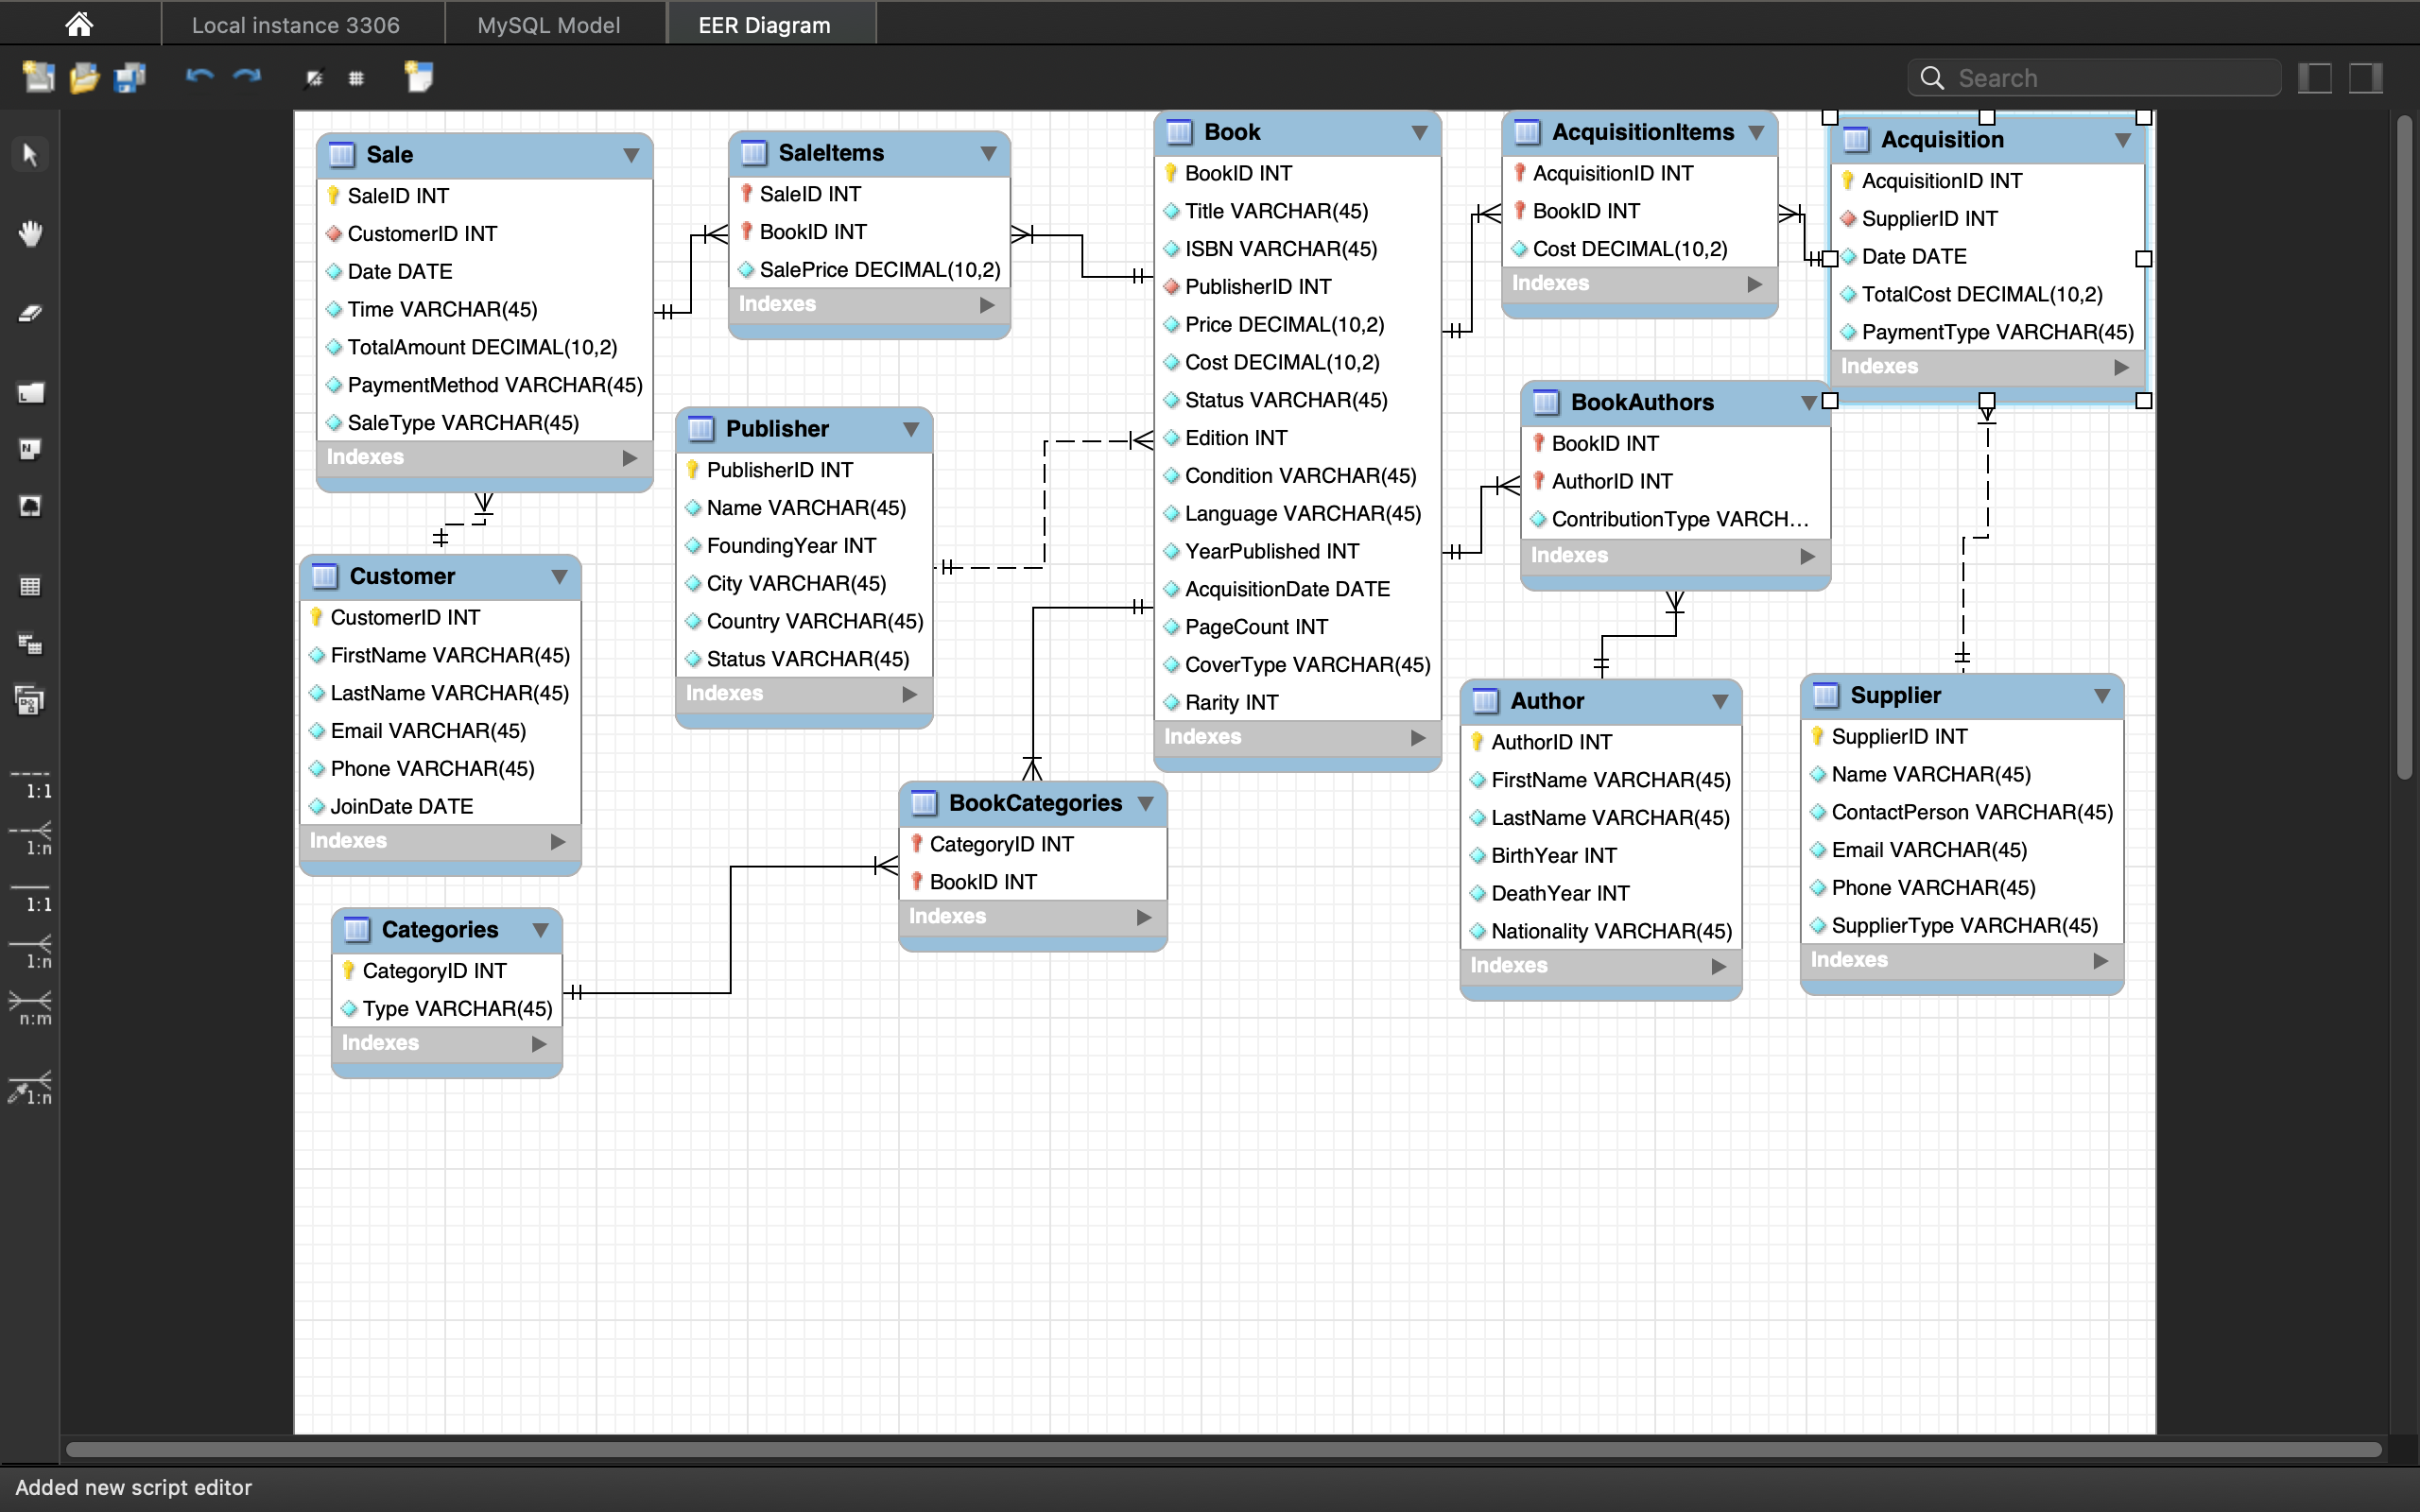 Local instance 3306
MySQL Model
EER Diagram
Search
Sale
SaleID INT
CustomerID INT
Date DATE
Time VARCHAR(45)
TotalAmount DECIMAL(10,2)
PaymentMethod VARCHAR(45)
SaleType VARCHAR(45)
Indexes
SaleItems
SaleID INT
BookID INT
SalePrice DECIMAL(10,2)
Indexes
Book
BookID INT
Title VARCHAR(45)
ISBN VARCHAR(45)
PublisherID INT
Price DECIMAL(10,2)
Cost DECIMAL(10,2)
Status VARCHAR(45)
Edition INT
Condition VARCHAR(45)
Language VARCHAR(45)
YearPublished INT
AcquisitionDate DATE
PageCount INT
CoverType VARCHAR(45)
Rarity INT
Indexes
AcquisitionItems
AcquisitionID INT
BookID INT
Cost DECIMAL(10,2)
Indexes
Acquisition
AcquisitionID INT
SupplierID INT
Date DATE
TotalCost DECIMAL(10,2)
PaymentType VARCHAR(45)
Indexes
Publisher
PublisherID INT
Name VARCHAR(45)
FoundingYear INT
City VARCHAR(45)
Country VARCHAR(45)
Status VARCHAR(45)
Indexes
BookAuthors
BookID INT
AuthorID INT
ContributionType VARCH...
Indexes
Customer
CustomerID INT
FirstName VARCHAR(45)
LastName VARCHAR(45)
Email VARCHAR(45)
Phone VARCHAR(45)
JoinDate DATE
Indexes
Author
AuthorID INT
FirstName VARCHAR(45)
LastName VARCHAR(45)
BirthYear INT
DeathYear INT
Nationality VARCHAR(45)
Indexes
Supplier
SupplierID INT
Name VARCHAR(45)
ContactPerson VARCHAR(45)
Email VARCHAR(45)
Phone VARCHAR(45)
SupplierType VARCHAR(45)
Indexes
BookCategories
CategoryID INT
BookID INT
Indexes
Categories
CategoryID INT
Type VARCHAR(45)
Indexes
1:1
1:n
1:1
1:n
n:m
1:n
Added new script editor